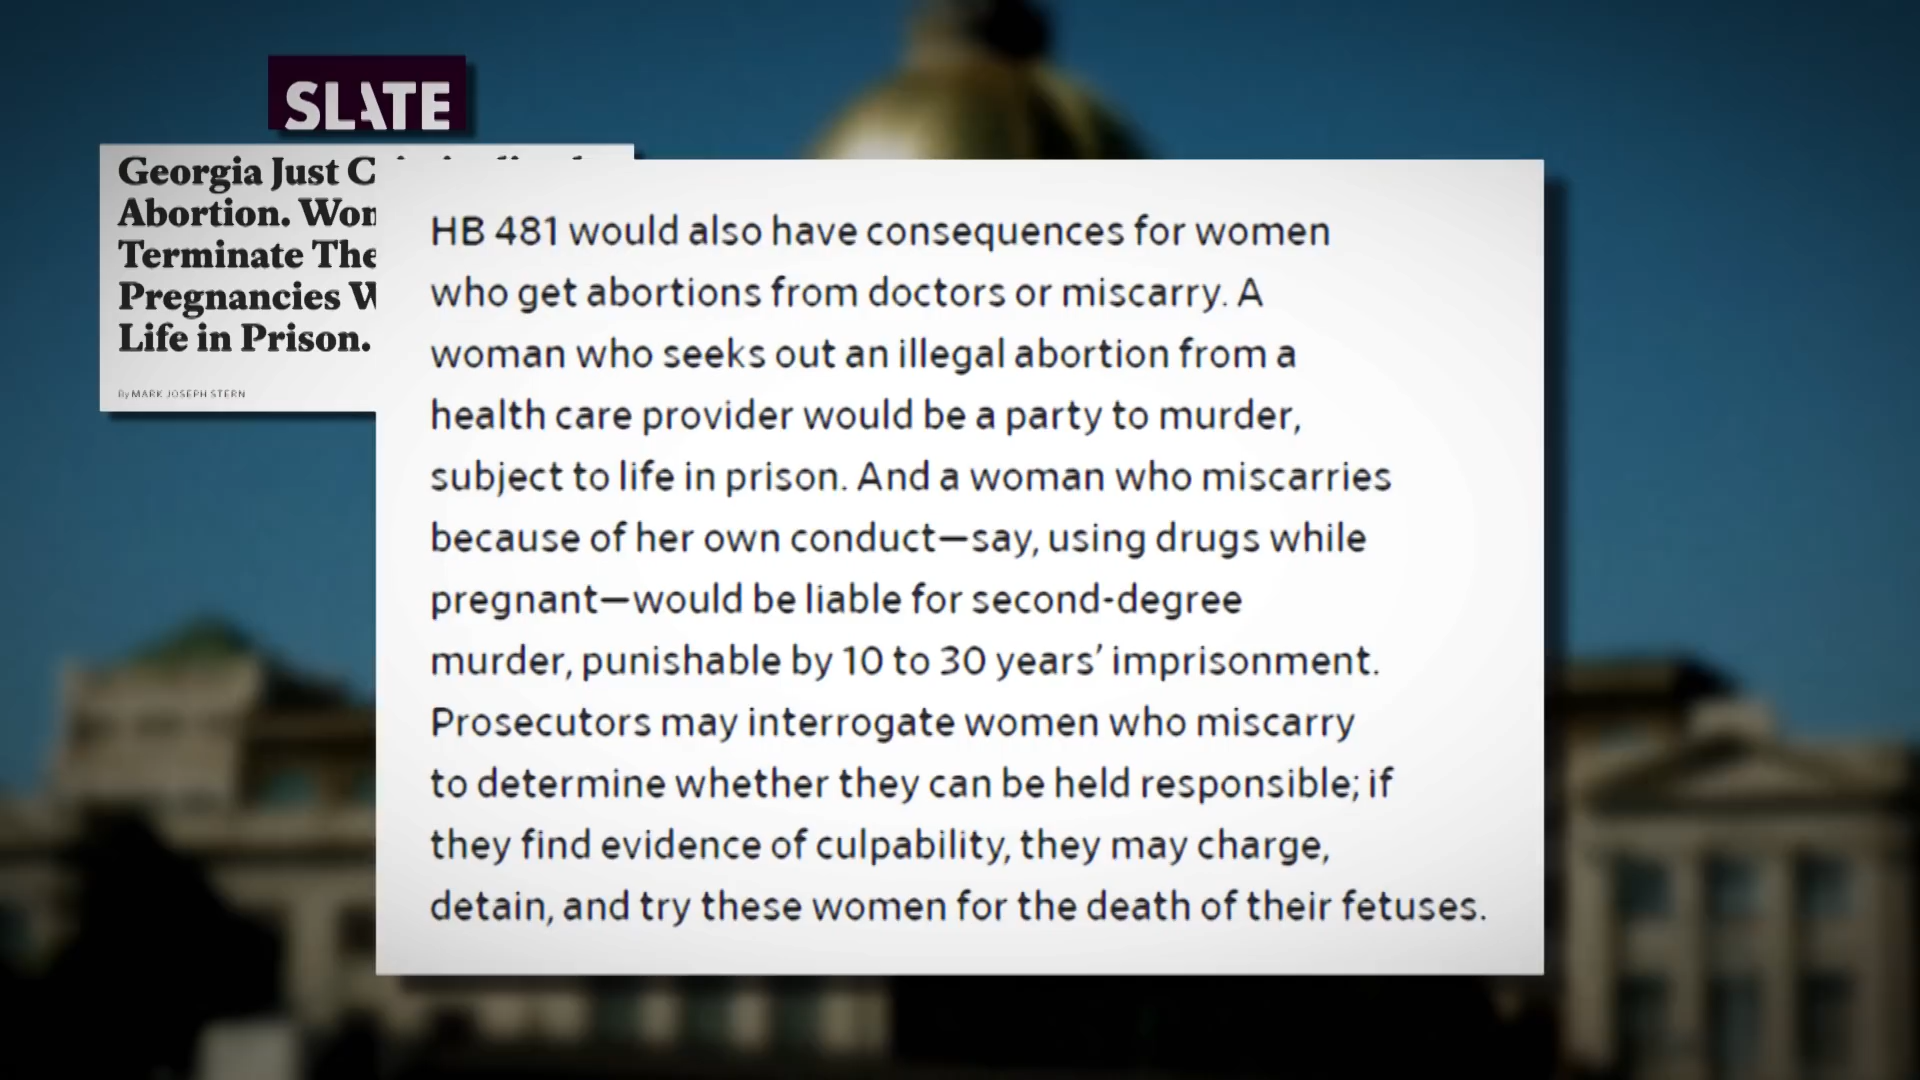 SLATE
Georgia Just
Abortion.
Terminate
Pregnancies
Life in Prison.
By MARK JOSEPH STERN
HB 481 would also have consequences for women
who get abortions from doctors or miscarry. A
woman who seeks out an illegal abortion from a
health care provider would be a party to murder,
subject to life in prison. And a woman who miscarries
because of her own conduct—say, using drugs while
pregnant—would be liable for second-degree
murder, punishable by 10 to 30 years’ imprisonment.
Prosecutors may interrogate women who miscarry
to determine whether they can be held responsible; if
they find evidence of culpability, they may charge,
detain, and try these women for the death of their fetuses.